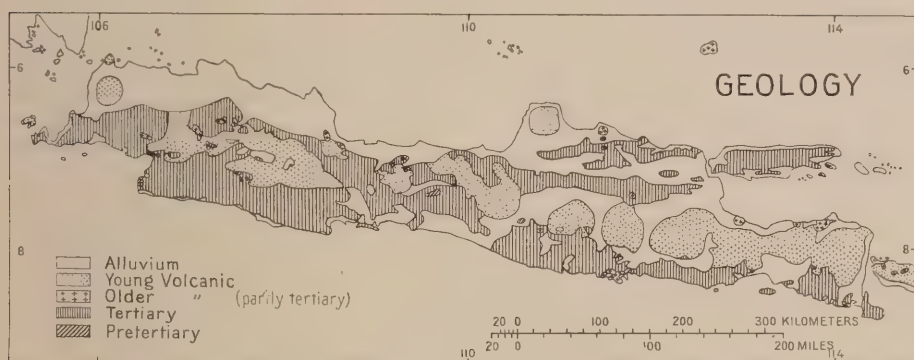 106 110 114
6 6
GEOLOGY
8 8
Alluvium
Young Volcanic
Older " (partly tertiary)
Tertiary
Pretertiary
20 0 100 200 300 KILOMETERS
20 0 100 200 MILES
110 114